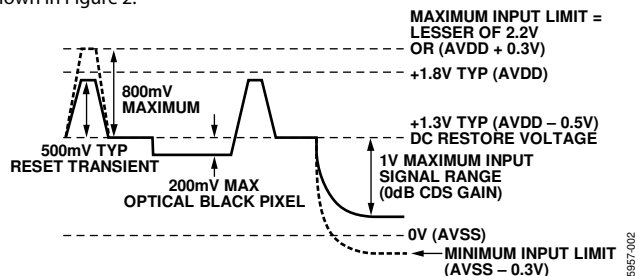 nown in Figure 2.
MAXIMUM INPUT LIMIT =
LESSER OF 2.2V
OR (AVDD + 0.3V)
+1.8V TYP (AVDD)
800mV
MAXIMUM
+1.3V TYP (AVDD – 0.5V)
DC RESTORE VOLTAGE
500mV TYP
RESET TRANSIENT
1V MAXIMUM INPUT
SIGNAL RANGE
(0dB CDS GAIN)
200mV MAX
OPTICAL BLACK PIXEL
0V (AVSS)
MINIMUM INPUT LIMIT
(AVSS – 0.3V)
5957-002